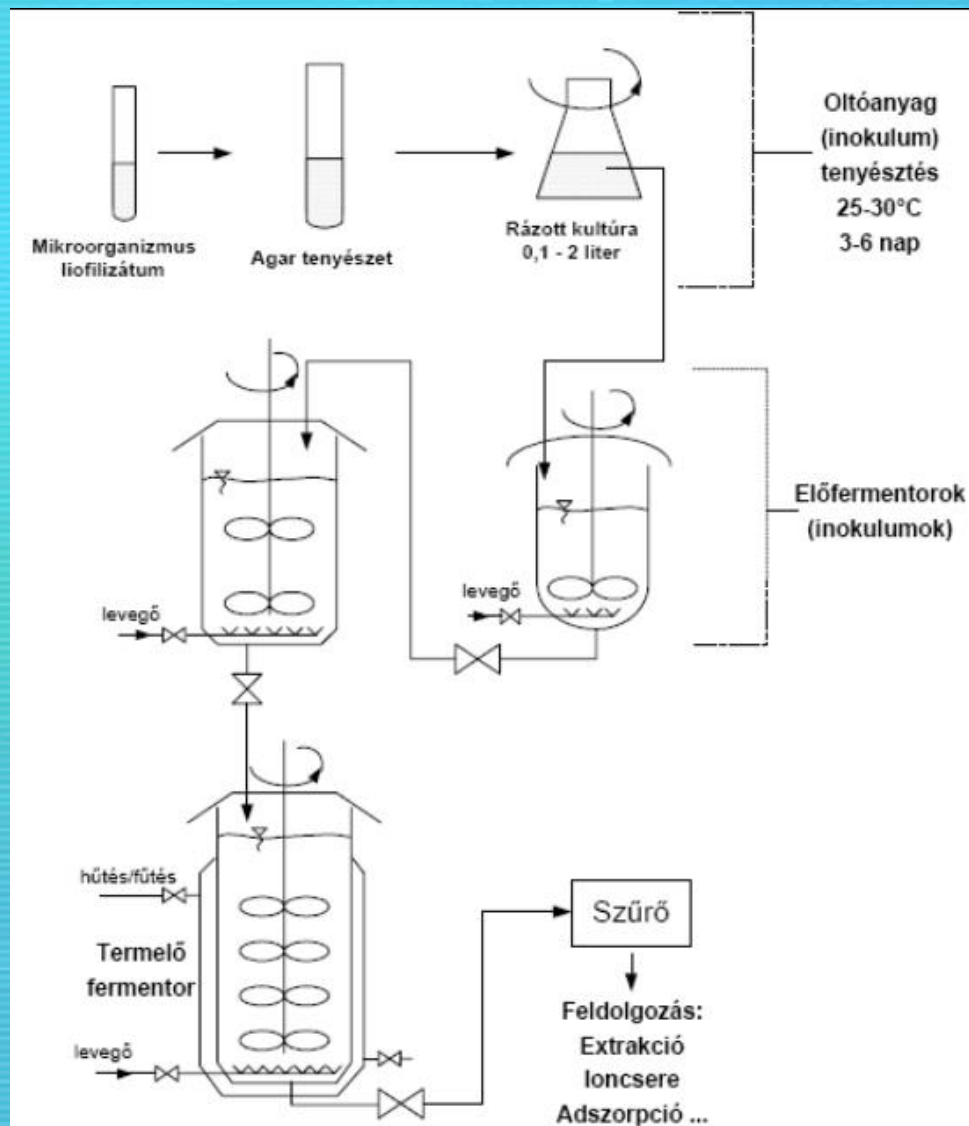 Mikroorganizmus
liofilizátum
Agar tenyészet
Rázott kultúra
0,1 - 2 liter
Oltóanyag
(inokulum)
tenyésztés
25-30°C
3-6 nap
levegő
levegő
Előfermentorok
(inokulumok)
hűtés/fűtés
Termelő
fermentor
levegő
Szűrő
Feldolgozás:
Extrakció
Ioncsere
Adszorpció ...